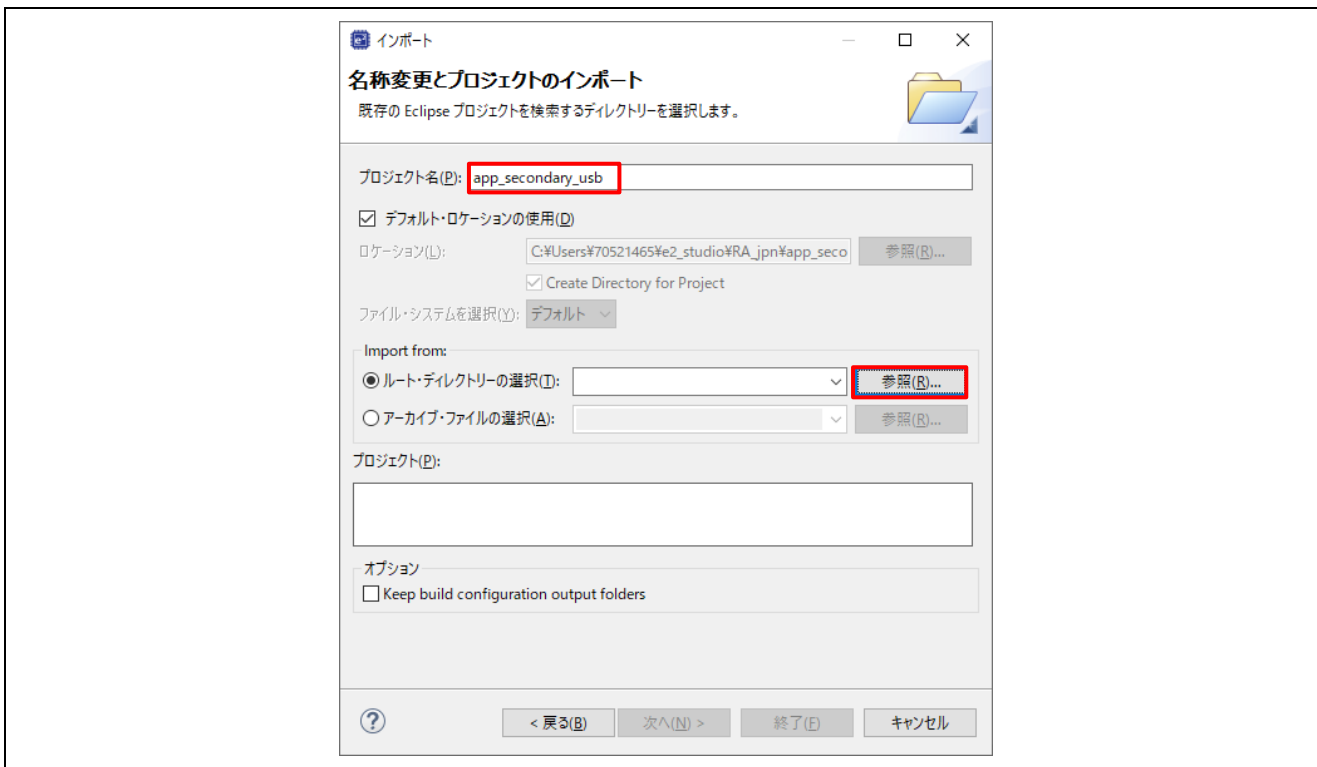 インポート
名称変更とプロジェクトのインポート
既存の Eclipse プロジェクトを検索するディレクトリーを選択します。
プロジェクト名(P): app_secondary_usb
デフォルト・ロケーションの使用(D)
ロケーション(L): C:¥Users¥70521465¥e2_studio¥RA_jpn¥app_seco 参照(R)...
Create Directory for Project
ファイル・システムを選択(Y): デフォルト
Import from:
ルート・ディレクトリーの選択(T): 参照(R)...
アーカイブ・ファイルの選択(A): 参照(R)...
プロジェクト(P):
オプション
Keep build configuration output folders
? < 戻る(B) 次へ(N) > 終了(F) キャンセル